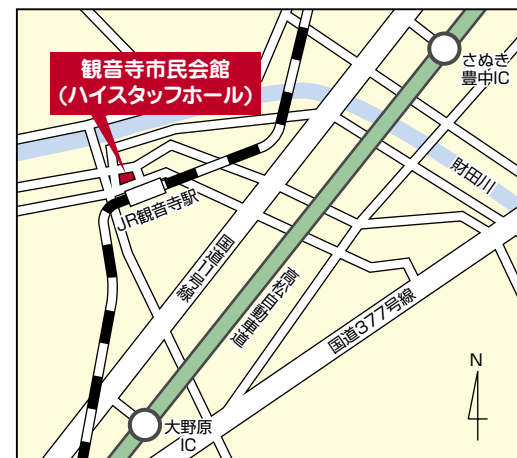 観音寺市民会館
(ハイスタッフホール)
さぬき
豊中IC
財田川
JR観音寺駅
国道11号線
高松自動車道
国道377号線
N
大野原
IC